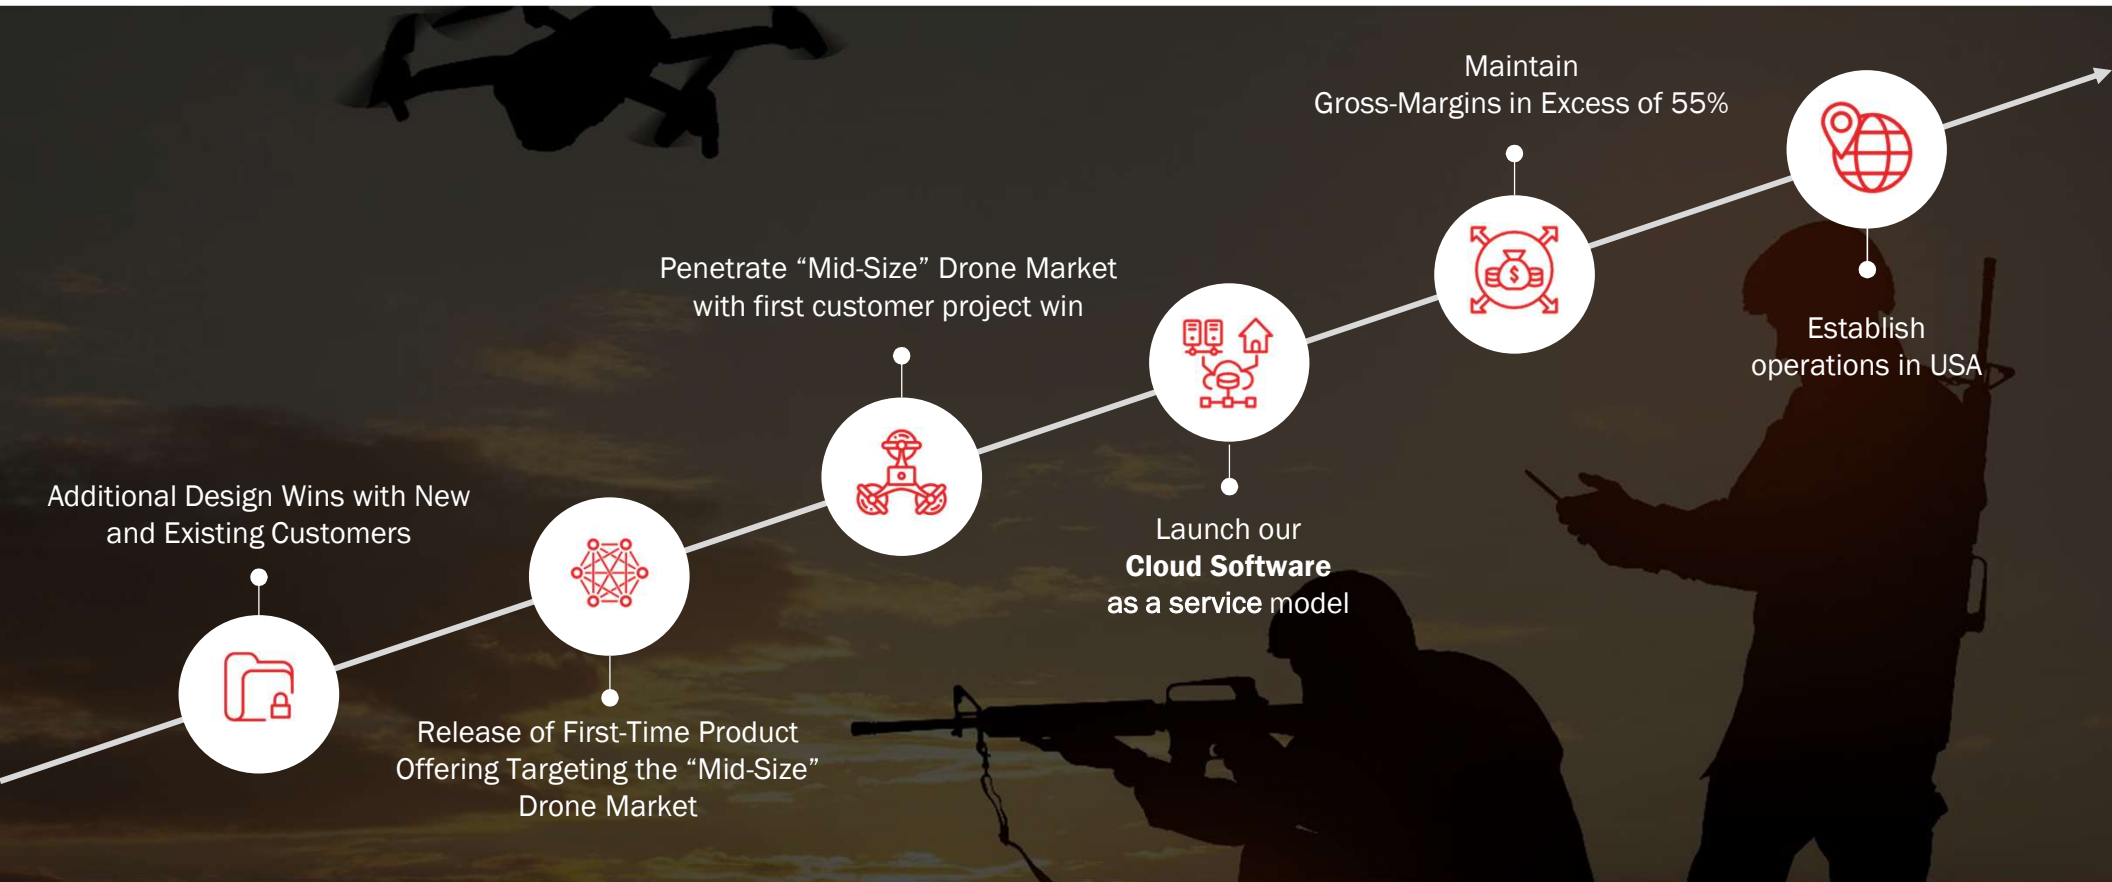 Additional Design Wins with New
and Existing Customers
Release of First-Time Product
Offering Targeting the “Mid-Size”
Drone Market
Penetrate “Mid-Size” Drone Market
with first customer project win
Launch our
Cloud Software
as a service model
Maintain
Gross-Margins in Excess of 55%
Establish
operations in USA
$